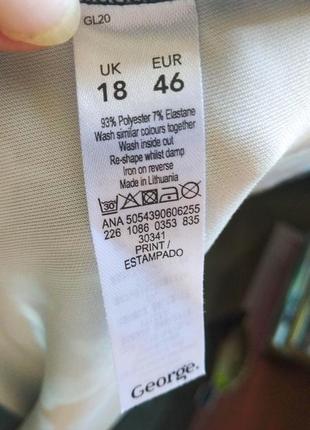 GL20
UK EUR
18 46
93% Polyester 7% Elastane
Wash similar colours together
Wash inside out
Re-shape whilst damp
Iron on reverse
Made in Lithuania
30°
ANA 5054390606255
226 1086 0353 835
30341
PRINT /
ESTAMPADO
George.